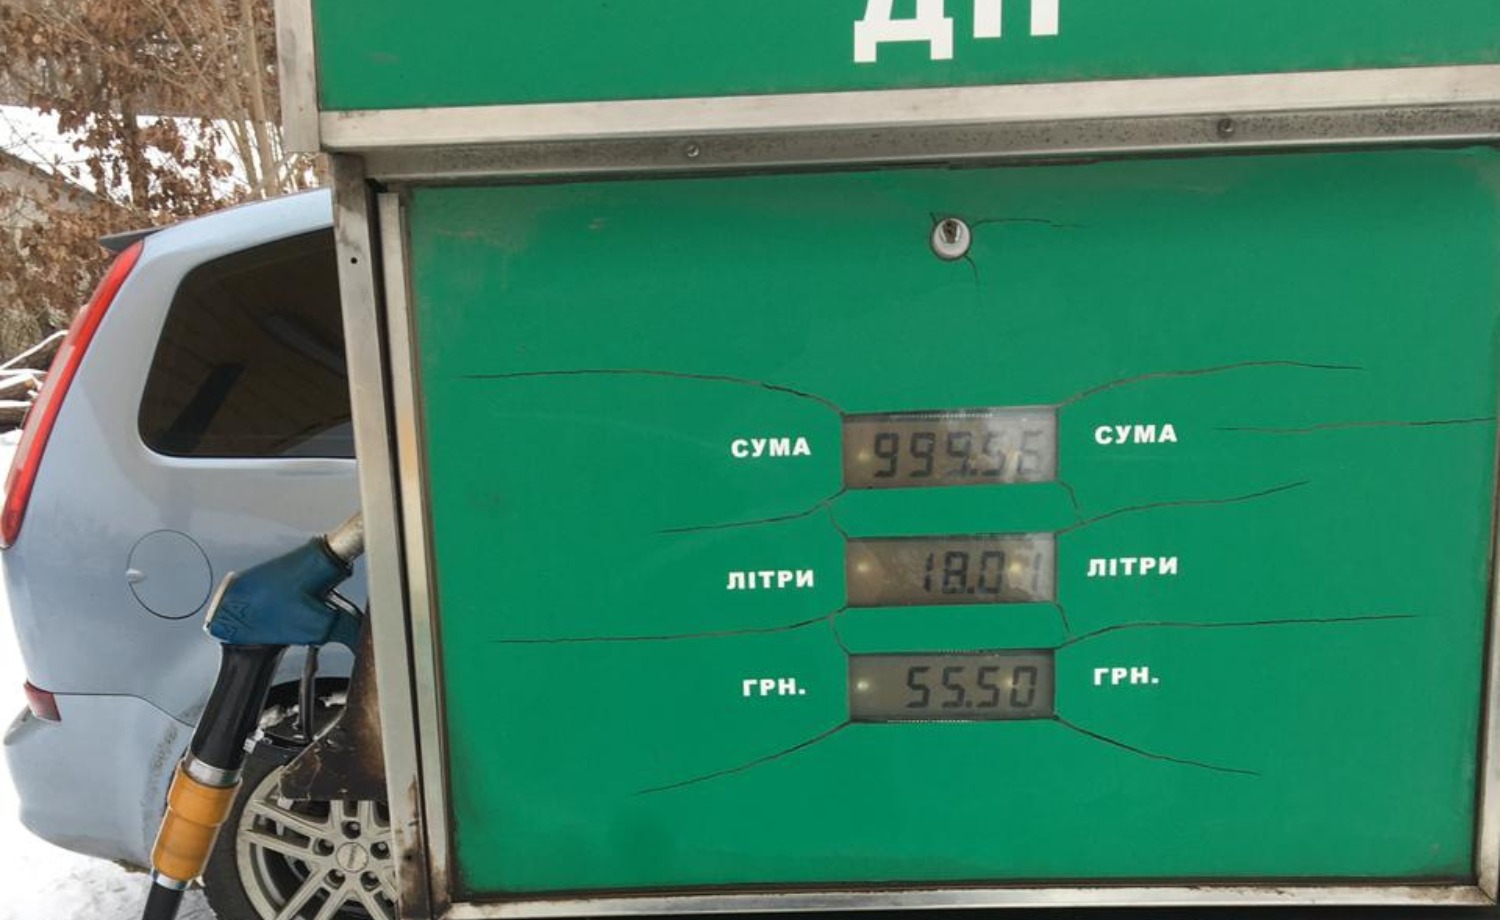 ДП
СУМА 999.56 СУМА
ЛІТРИ 18.01 ЛІТРИ
ГРН. 55.50 ГРН.